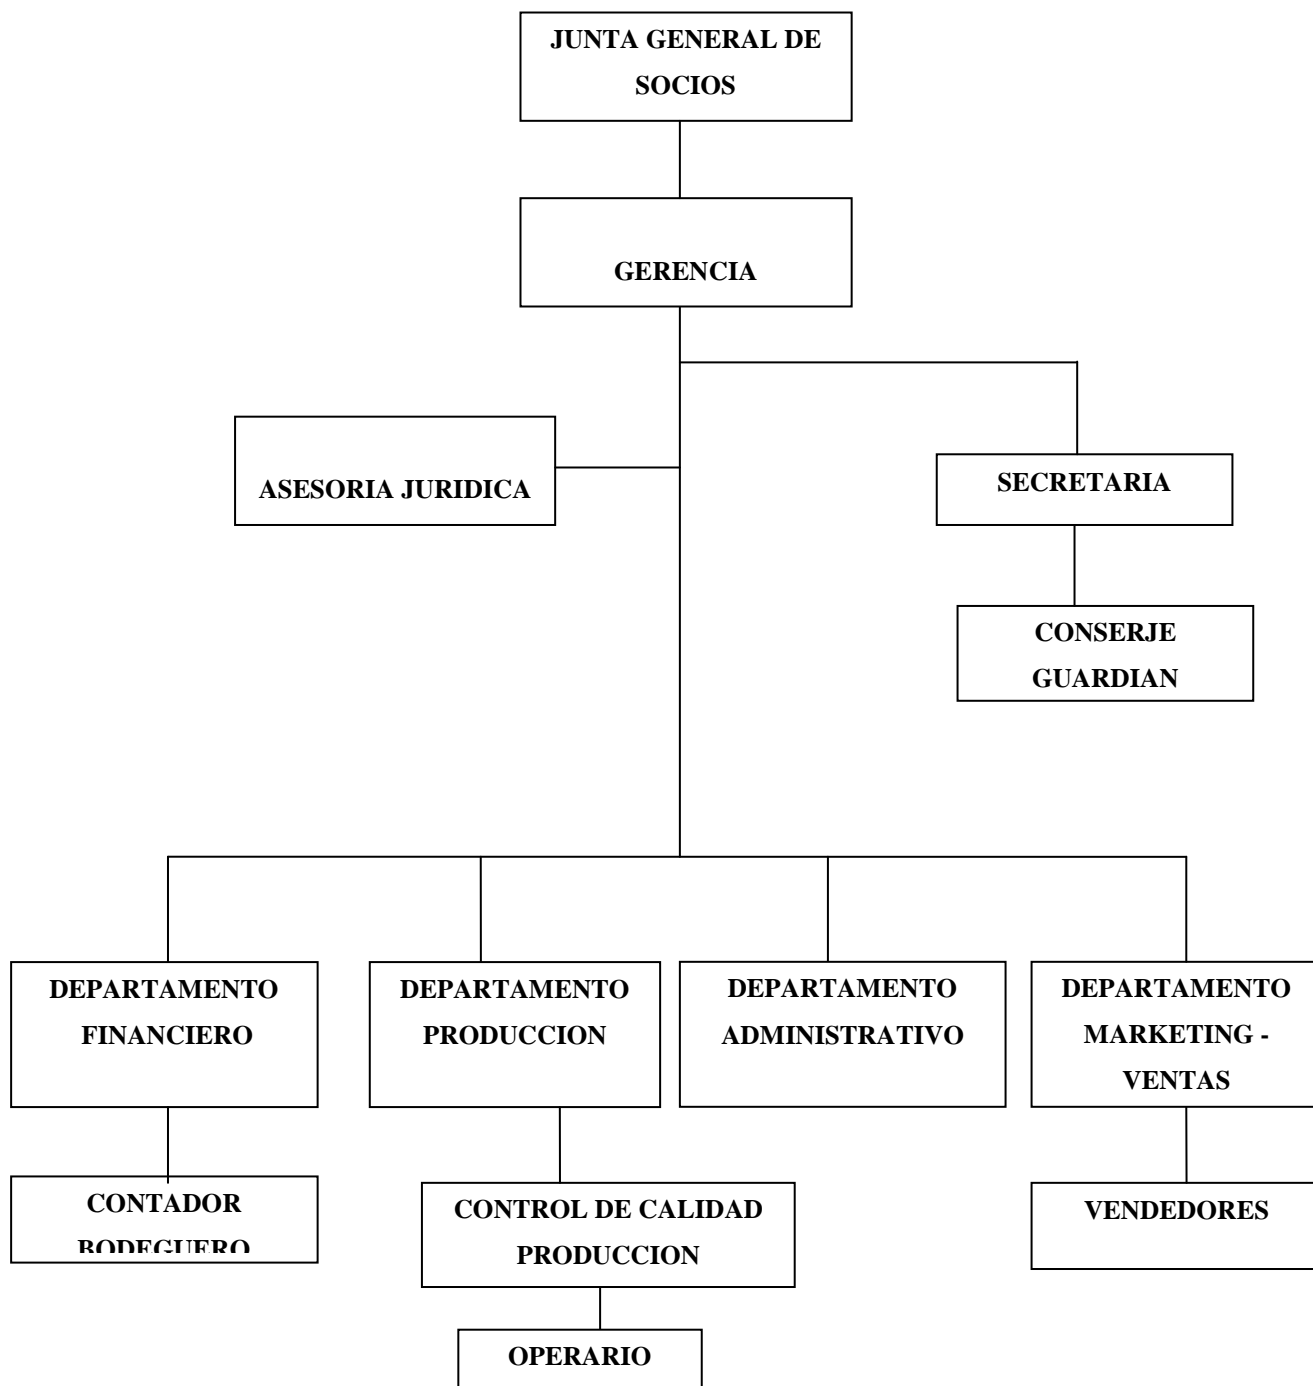 JUNTA GENERAL DE
SOCIOS
GERENCIA
ASESORIA JURIDICA
SECRETARIA
CONSERJE
GUARDIAN
DEPARTAMENTO
FINANCIERO
DEPARTAMENTO
PRODUCCION
DEPARTAMENTO
ADMINISTRATIVO
DEPARTAMENTO
MARKETING -
VENTAS
CONTADOR
BODEGUERO
CONTROL DE CALIDAD
PRODUCCION
VENDEDORES
OPERARIO